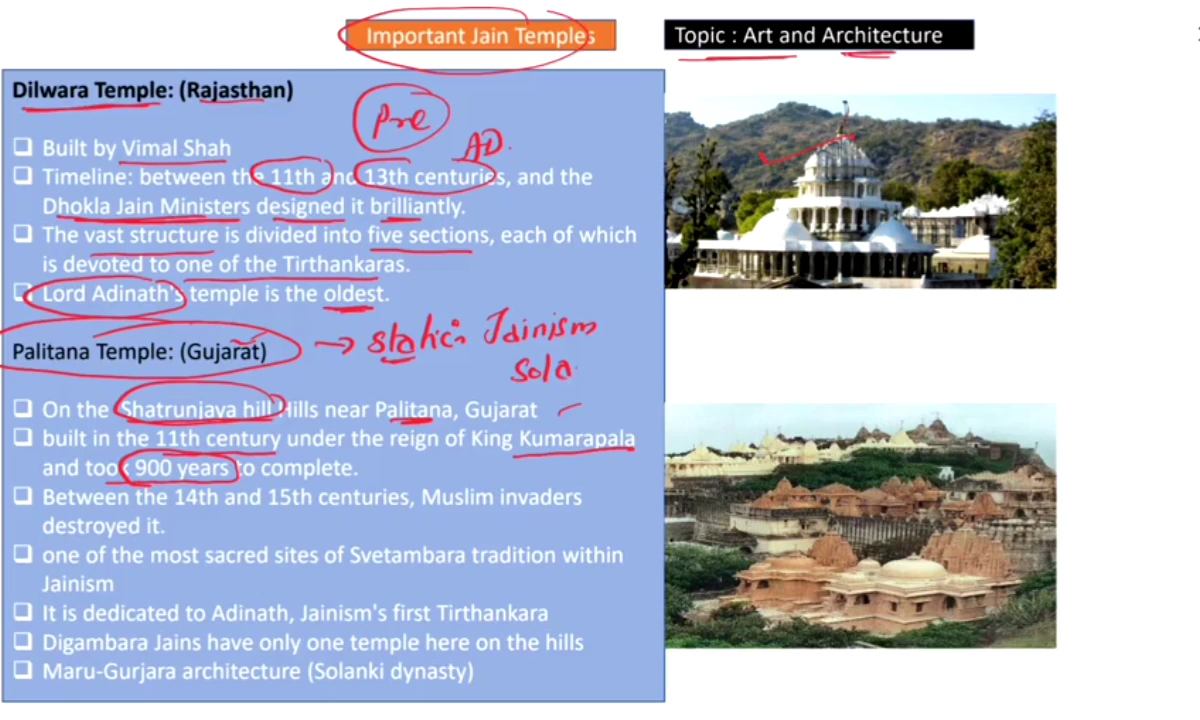 Important Jain Temples
Topic : Art and Architecture
Dilwara Temple: (Rajasthan)
Pre
❑ Built by Vimal Shah
AD.
❑ Timeline: between the 11th and 13th centuries, and the
Dhokla Jain Ministers designed it brilliantly.
❑ The vast structure is divided into five sections, each of which
is devoted to one of the Tirthankaras.
❑ Lord Adinath's temple is the oldest.
Palitana Temple: (Gujarat)
→ Jainism
Sola
❑ On the Shatrunjaya hill Hills near Palitana, Gujarat
❑ built in the 11th century under the reign of King Kumarapala
and took 900 years to complete.
❑ Between the 14th and 15th centuries, Muslim invaders
destroyed it.
❑ one of the most sacred sites of Svetambara tradition within
Jainism
❑ It is dedicated to Adinath, Jainism's first Tirthankara
❑ Digambara Jains have only one temple here on the hills
❑ Maru-Gurjara architecture (Solanki dynasty)